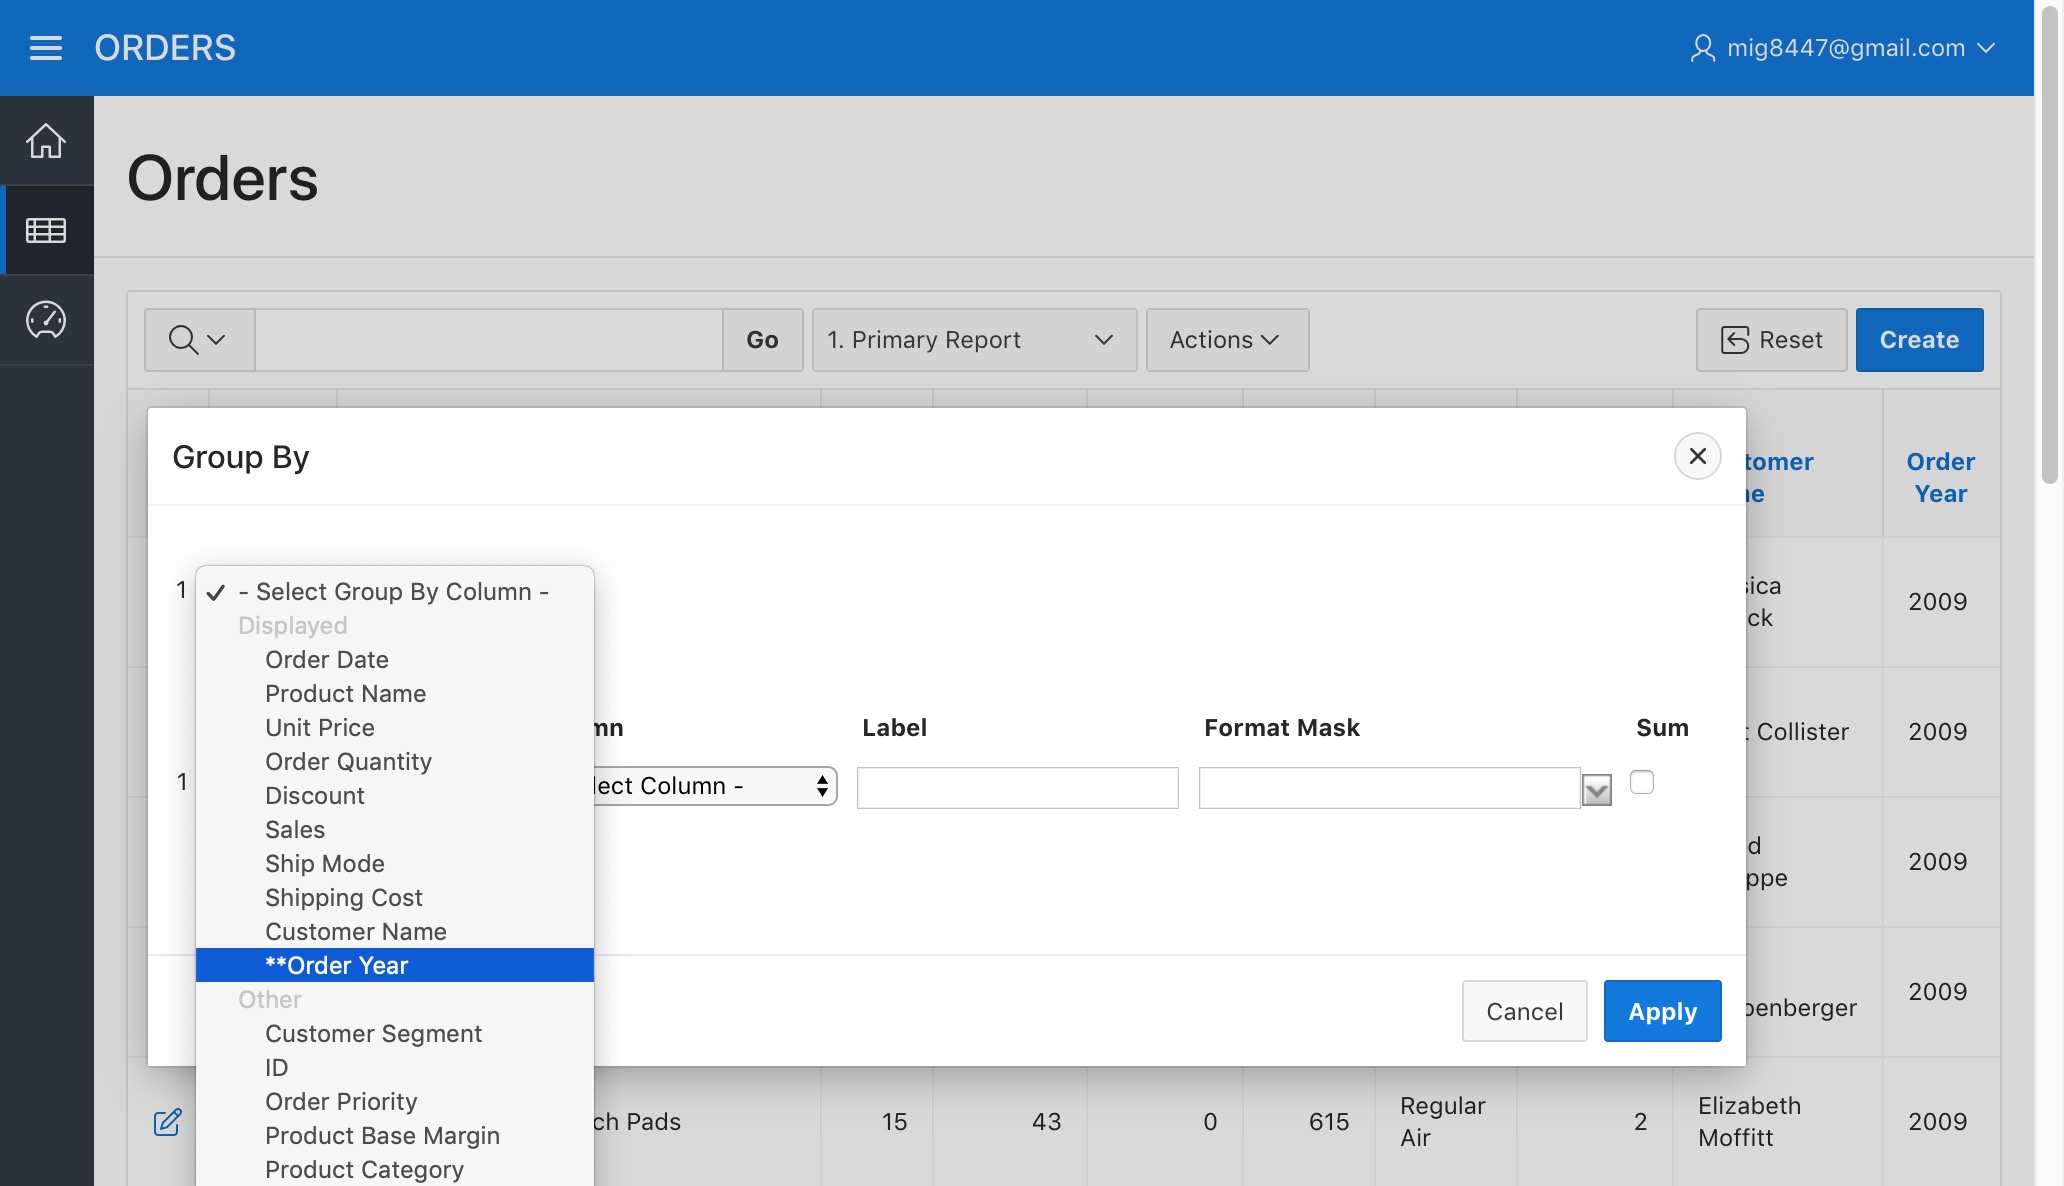 ORDERS
mig8447@gmail.com
Orders
Go
1. Primary Report
Actions
Reset
Create
Group By
tomer
Order
Year
1
- Select Group By Column -
Displayed
Order Date
Product Name
Unit Price
Order Quantity
Discount
Sales
Ship Mode
Shipping Cost
Customer Name
**Order Year
Other
Customer Segment
ID
Order Priority
Product Base Margin
Product Category
mn
Label
Format Mask
Sum
1
lect Column -
Cancel
Apply
sica
ck
2009
t Collister
2009
d
ppe
2009
penberger
2009
ch Pads
15
43
0
615
Regular
Air
2
Elizabeth
Moffitt
2009